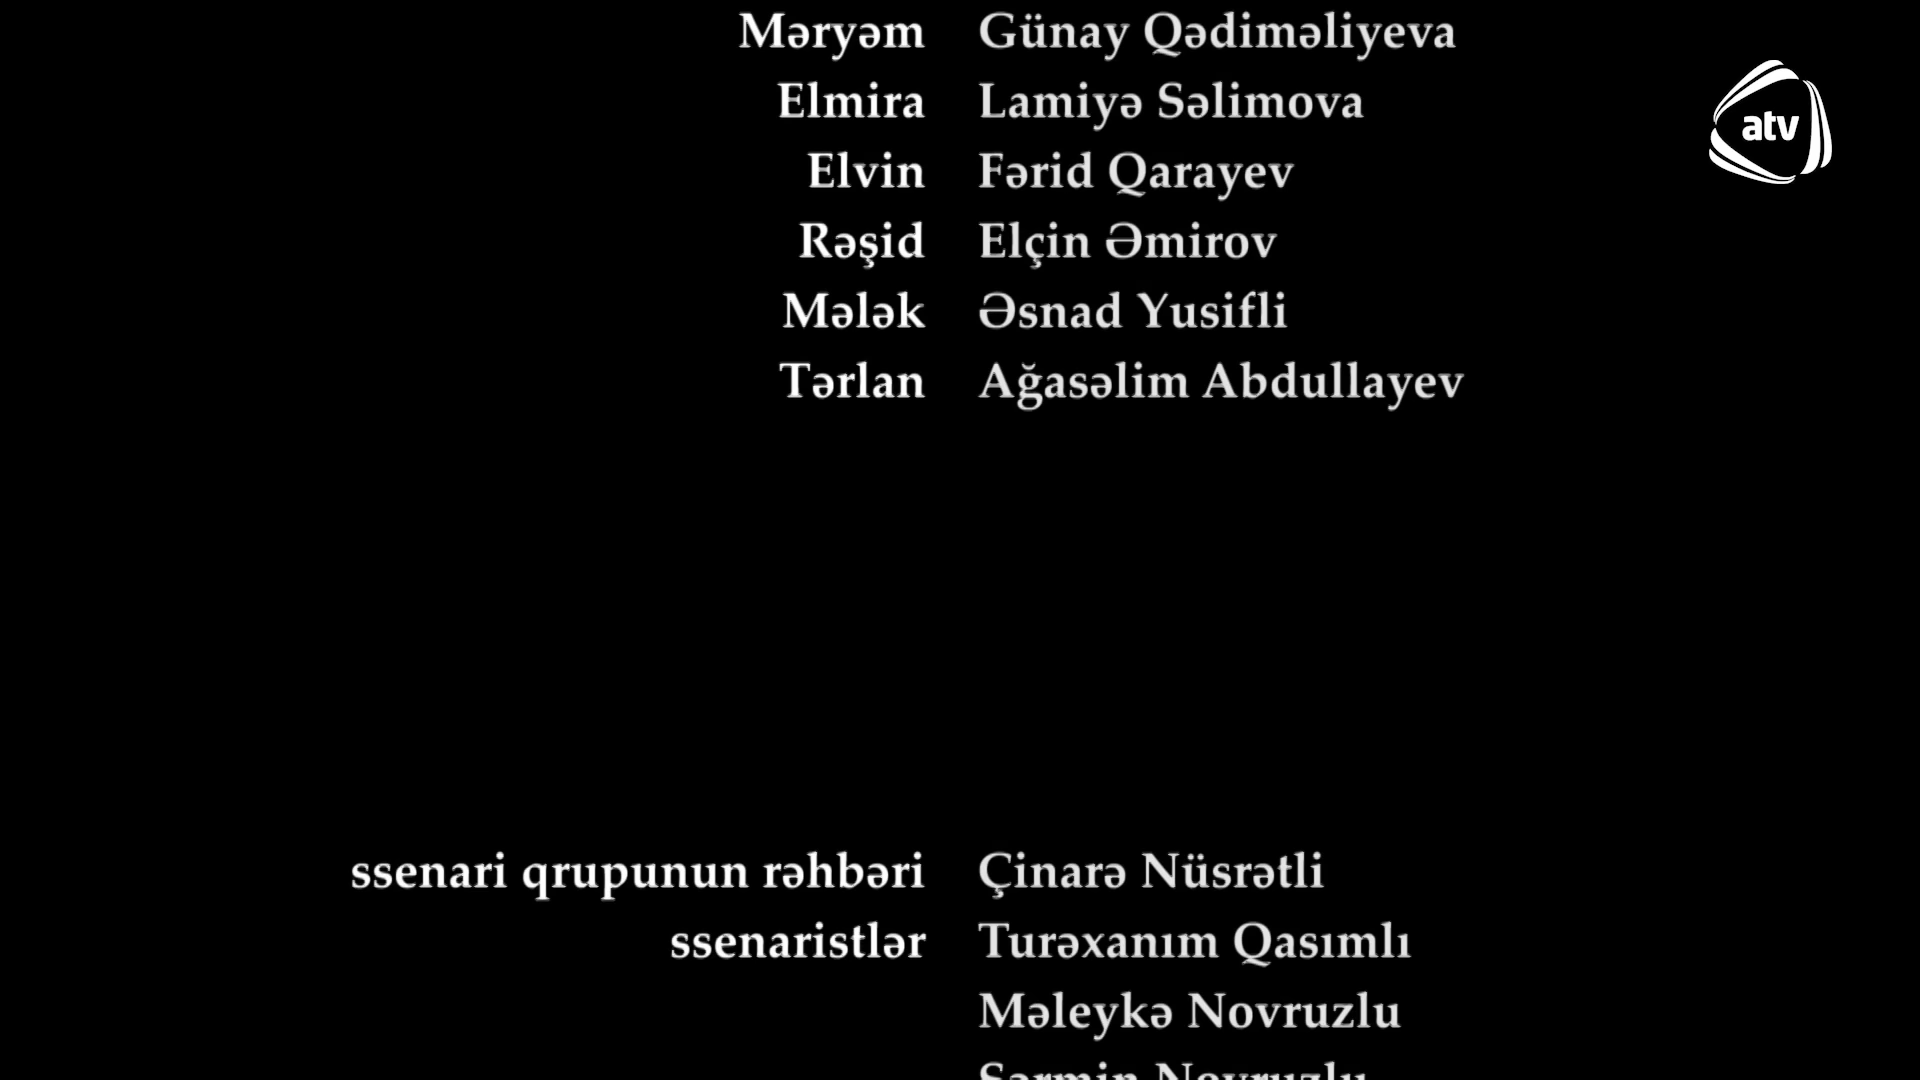 Məryəm Günay Qədiməliyeva
atv
Elmira Lamiyə Səlimova
Elvin Fərid Qarayev
Rəşid Elçin Əmirov
Mələk Əsnad Yusifli
Tərlan Ağasəlim Abdullayev
ssenari qrupunun rəhbəri Çinarə Nüsrətli
ssenaristlər Turəxanım Qasımlı
Məleykə Novruzlu
Novruzlu